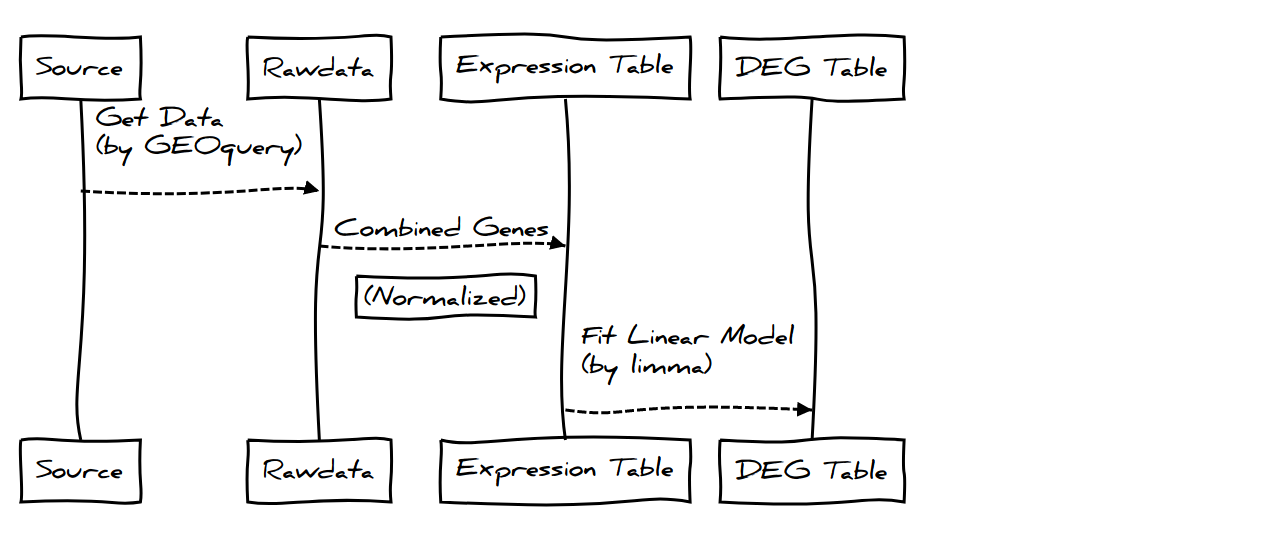 Source
Rawdata
Expression Table
DEG Table
Get Data
(by GEOquery)
Combined Genes
(Normalized)
Fit Linear Model
(by limma)
Source
Rawdata
Expression Table
DEG Table